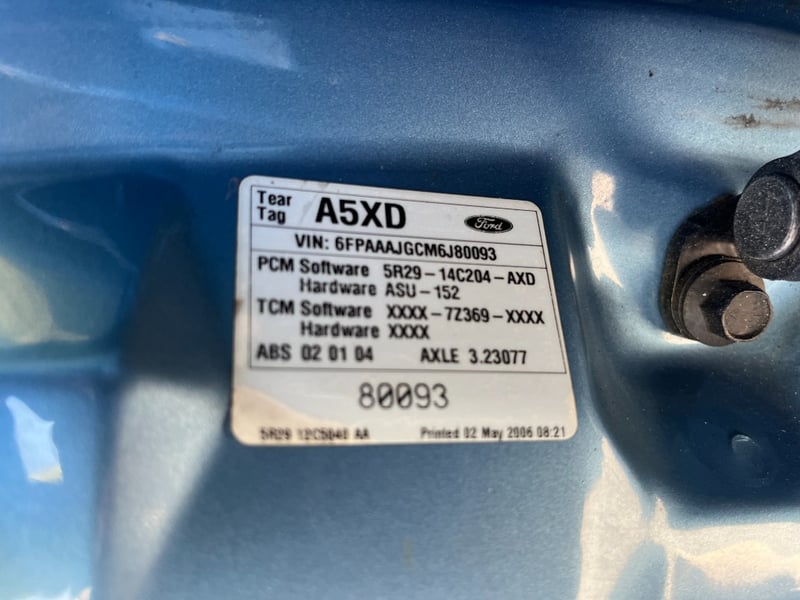 Tear Tag A5XD Ford
VIN: 6FPAAAJGCM6J80093
PCM Software 5R29-14C204-AXD
Hardware ASU-152
TCM Software XXXX-7Z369-XXXX
Hardware XXXX
ABS 02 01 04 AXLE 3.23077
80093
5R29 12C5040 AA Printed 02 May 2006 08:21